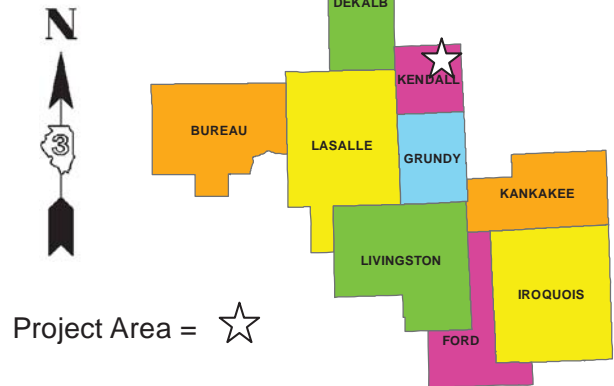 N
3
DEKALB
KENDALL
BUREAU
LASALLE
GRUNDY
KANKAKEE
LIVINGSTON
IROQUOIS
FORD
Project Area =